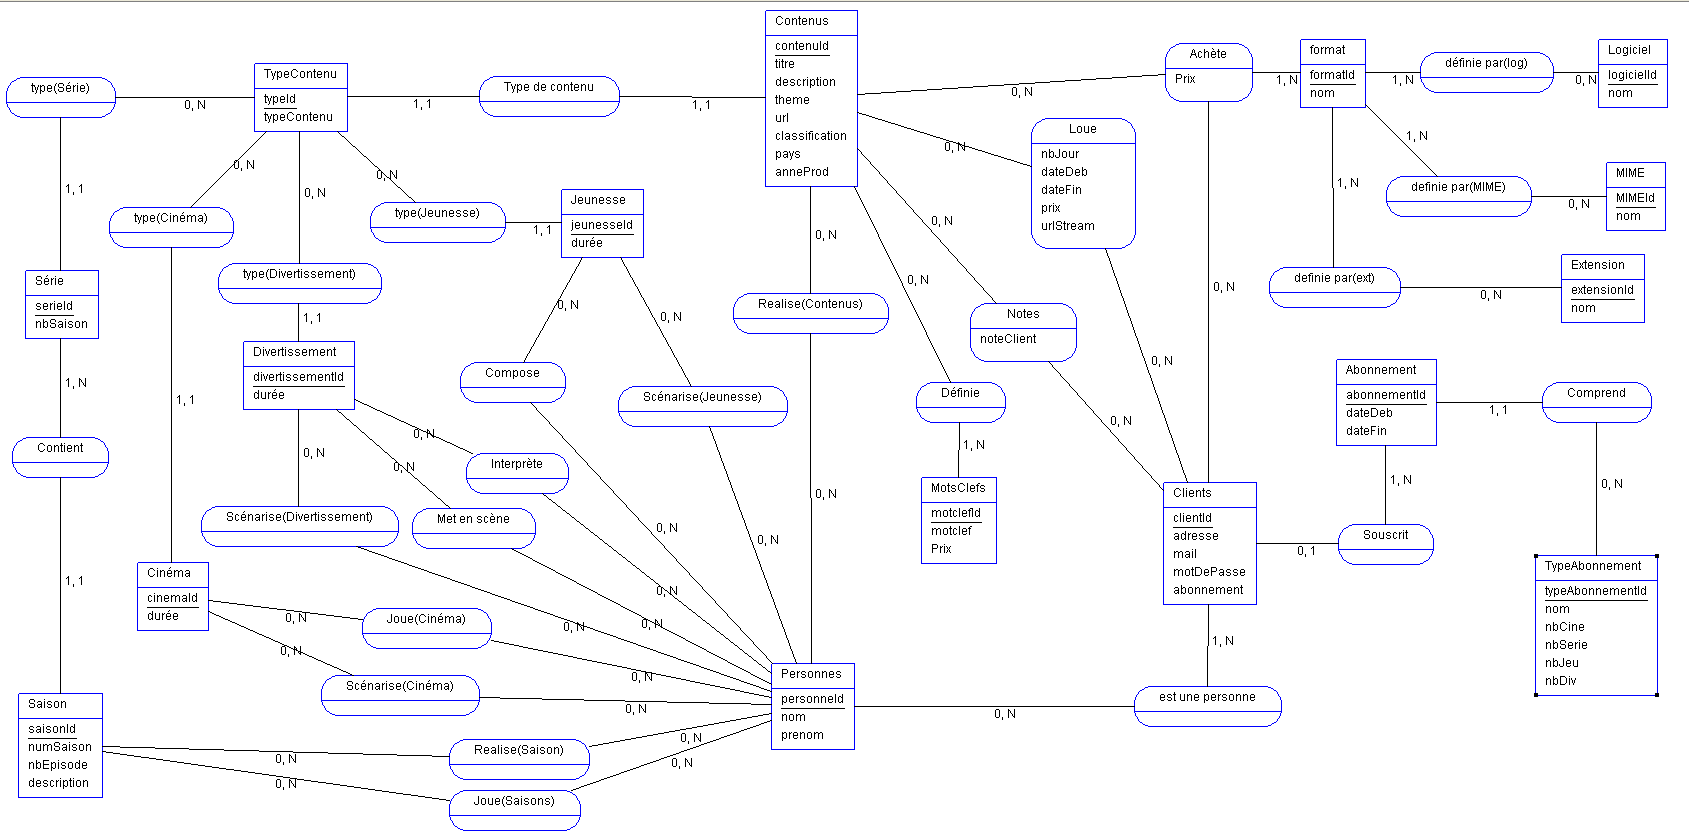 Contenus
contenuId
titre
description
theme
url
classification
pays
anneProd
TypeContenu
typeId
typeContenu
type(Série)
0, N
1, 1
Type de contenu
1, 1
0, N
Achète
Prix
1, N
format
formatId
nom
1, N
définie par(log)
0, N
Logiciel
logicielId
nom
0, N
Loue
nbJour
dateDeb
dateFin
prix
urlStream
1, N
definie par(MIME)
0, N
MIME
MIMEId
nom
1, N
definie par(ext)
0, N
Extension
extensionId
nom
1, 1
0, N
type(Cinéma)
0, N
type(Divertissement)
0, N
type(Jeunesse)
1, 1
Jeunesse
jeunesseId
durée
0, N
Realise(Contenus)
0, N
0, N
Notes
noteClient
0, N
0, N
0, N
0, N
Définie
1, N
MotsClefs
motclefId
motclef
Prix
Série
serieId
nbSaison
1, N
Contient
1, 1
1, 1
1, 1
Divertissement
divertissementId
durée
0, N
Compose
0, N
0, N
Scénarise(Jeunesse)
0, N
0, N
Interprète
0, N
0, N
Met en scène
0, N
0, N
Scénarise(Divertissement)
0, N
Abonnement
abonnementId
dateDeb
dateFin
1, 1
Comprend
0, N
1, N
Souscrit
0, 1
Clients
clientId
adresse
mail
motDePasse
abonnement
TypeAbonnement
typeAbonnementId
nom
nbCine
nbSerie
nbJeu
nbDiv
Cinéma
cinemaId
durée
0, N
Joue(Cinéma)
0, N
0, N
Scénarise(Cinéma)
0, N
Personnes
personneId
nom
prenom
0, N
est une personne
1, N
Saison
saisonId
numSaison
nbEpisode
description
0, N
Realise(Saison)
0, N
0, N
Joue(Saisons)
0, N